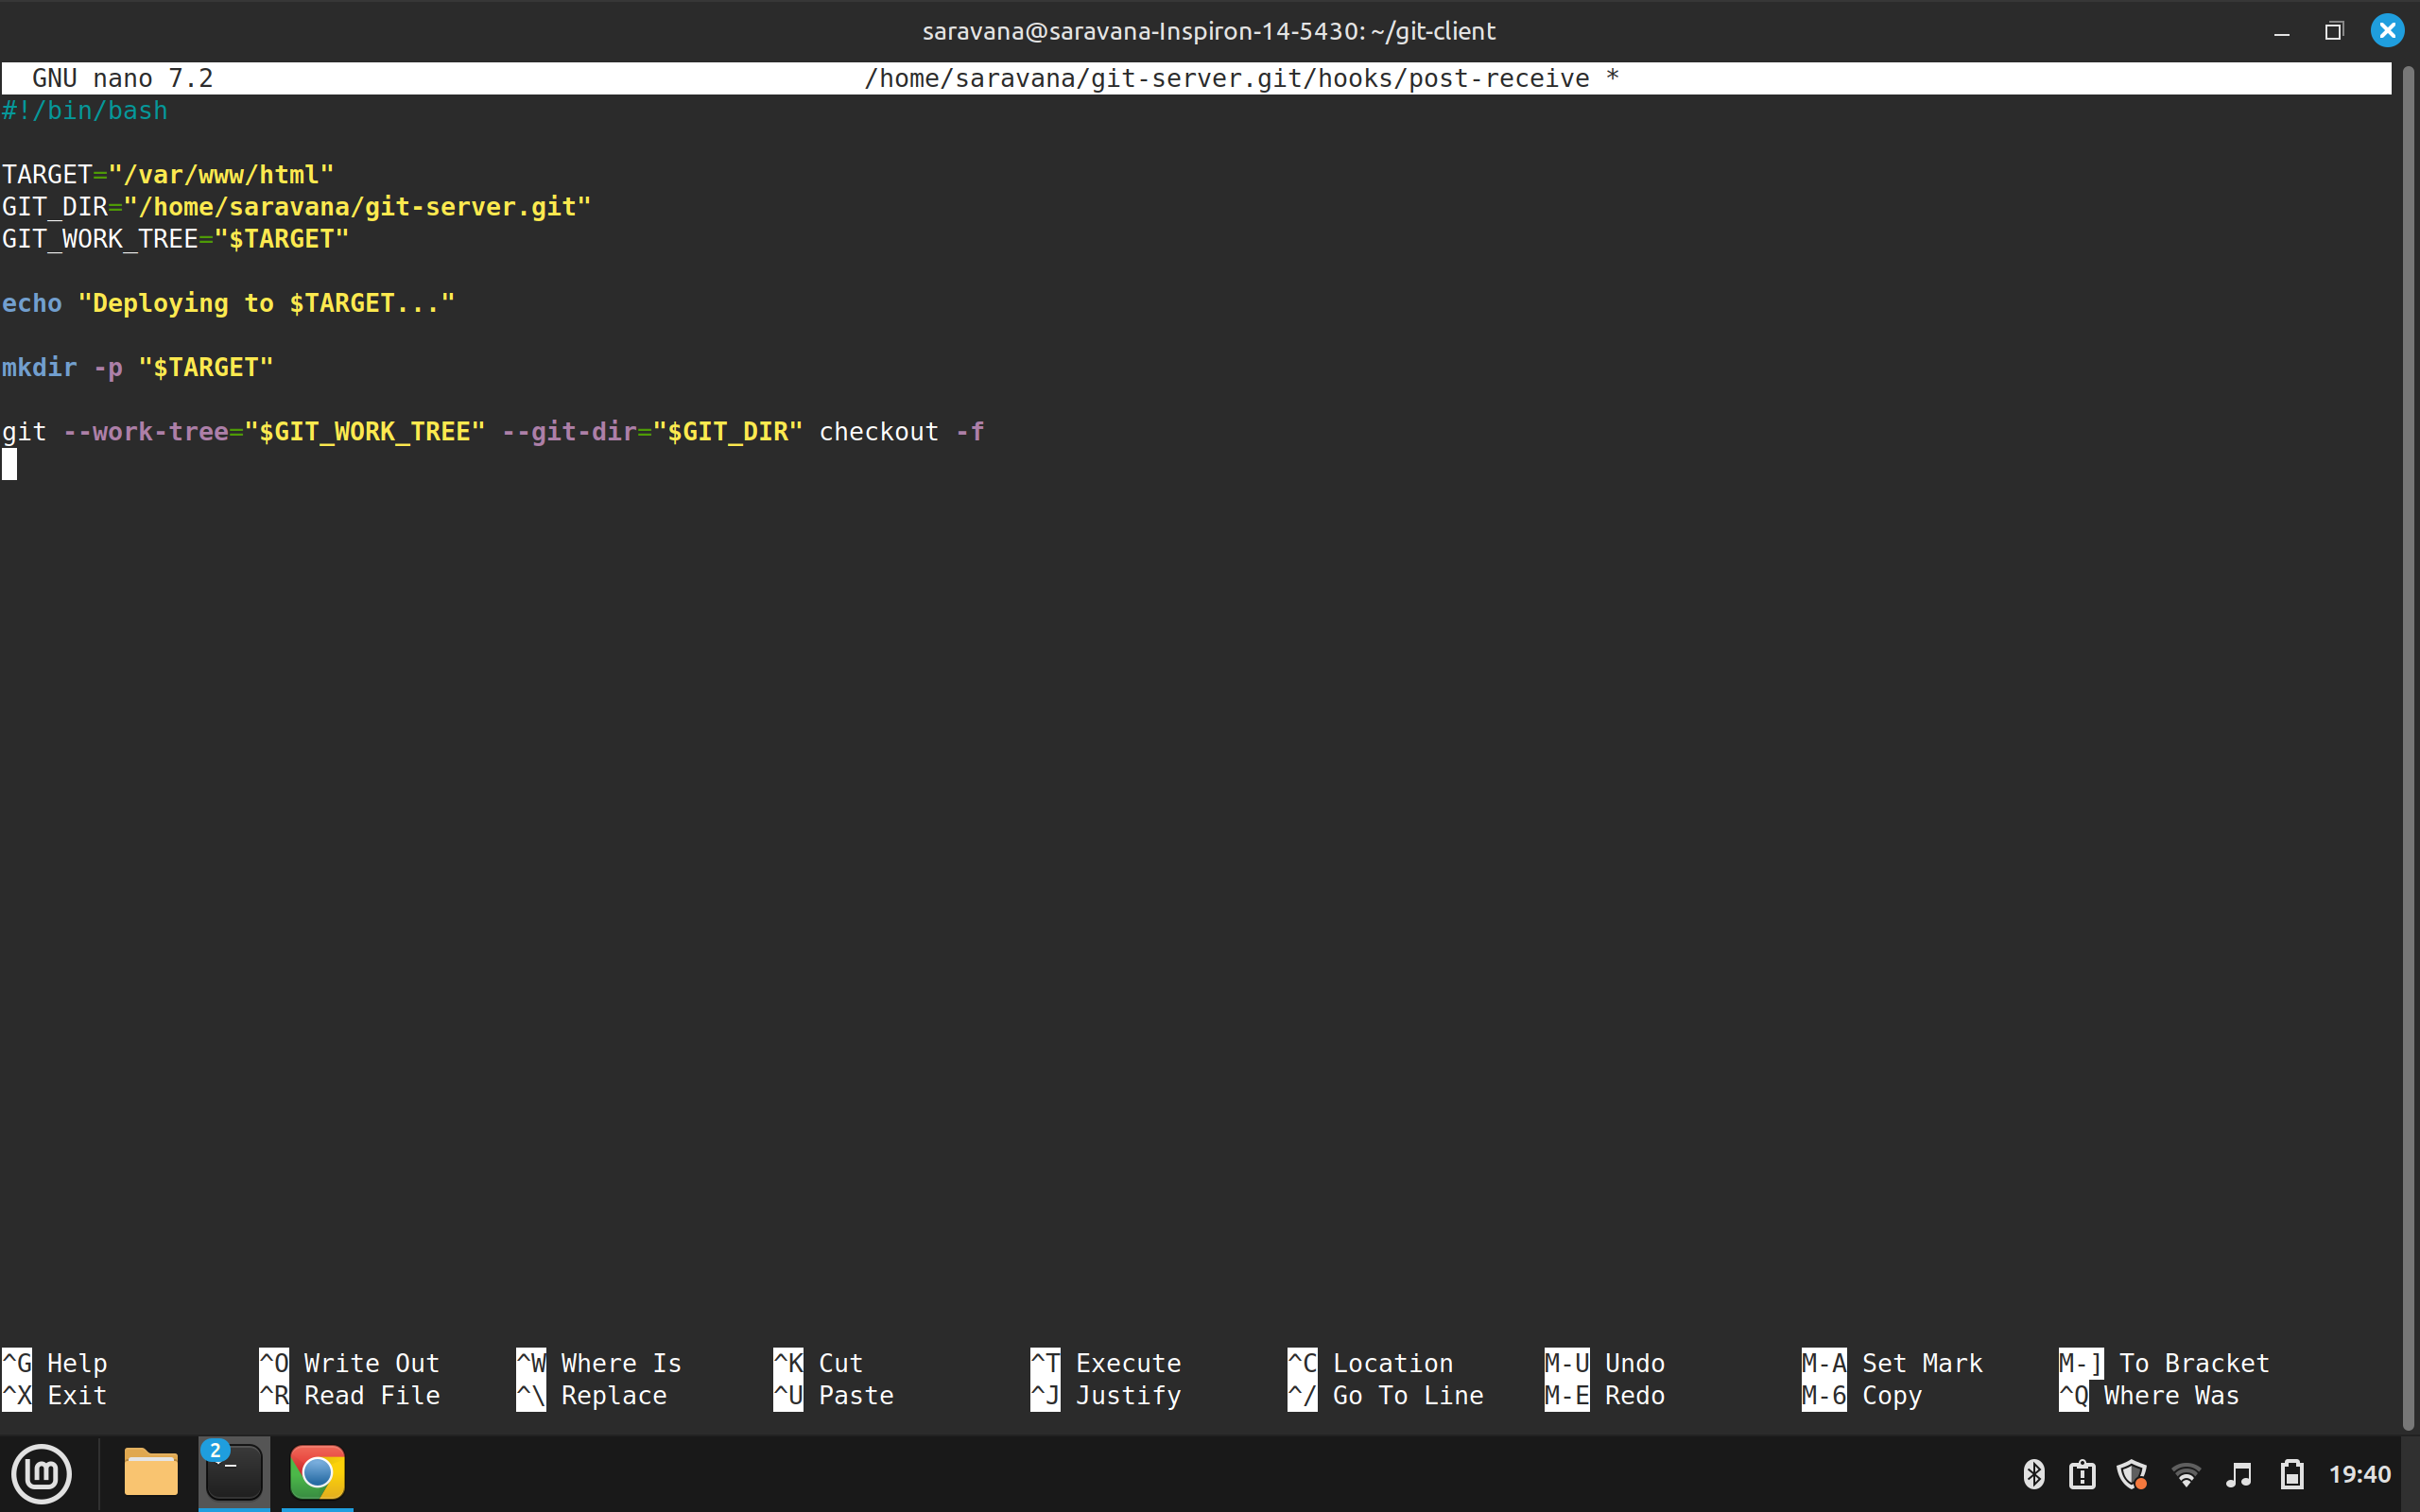 saravana@saravana-Inspiron-14-5430: ~/git-client
GNU nano 7.2 /home/saravana/git-server.git/hooks/post-receive *
#!/bin/bash
TARGET="/var/www/html"
GIT_DIR="/home/saravana/git-server.git"
GIT_WORK_TREE="$TARGET"
echo "Deploying to $TARGET..."
mkdir -p "$TARGET"
git --work-tree="$GIT_WORK_TREE" --git-dir="$GIT_DIR" checkout -f
^G Help ^O Write Out ^W Where Is ^K Cut ^T Execute ^C Location M-U Undo M-A Set Mark M-] To Bracket
^X Exit ^R Read File ^\ Replace ^U Paste ^J Justify ^/ Go To Line M-E Redo M-6 Copy ^Q Where Was
2
19:40